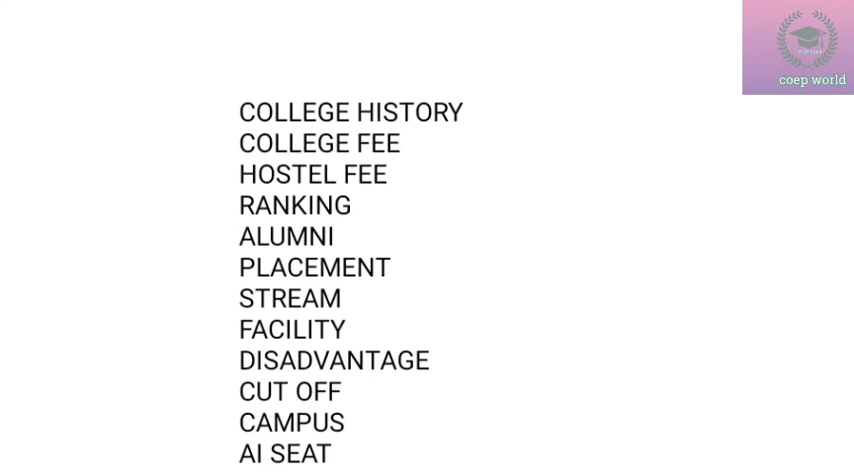 coep world
COLLEGE HISTORY
COLLEGE FEE
HOSTEL FEE
RANKING
ALUMNI
PLACEMENT
STREAM
FACILITY
DISADVANTAGE
CUT OFF
CAMPUS
AI SEAT